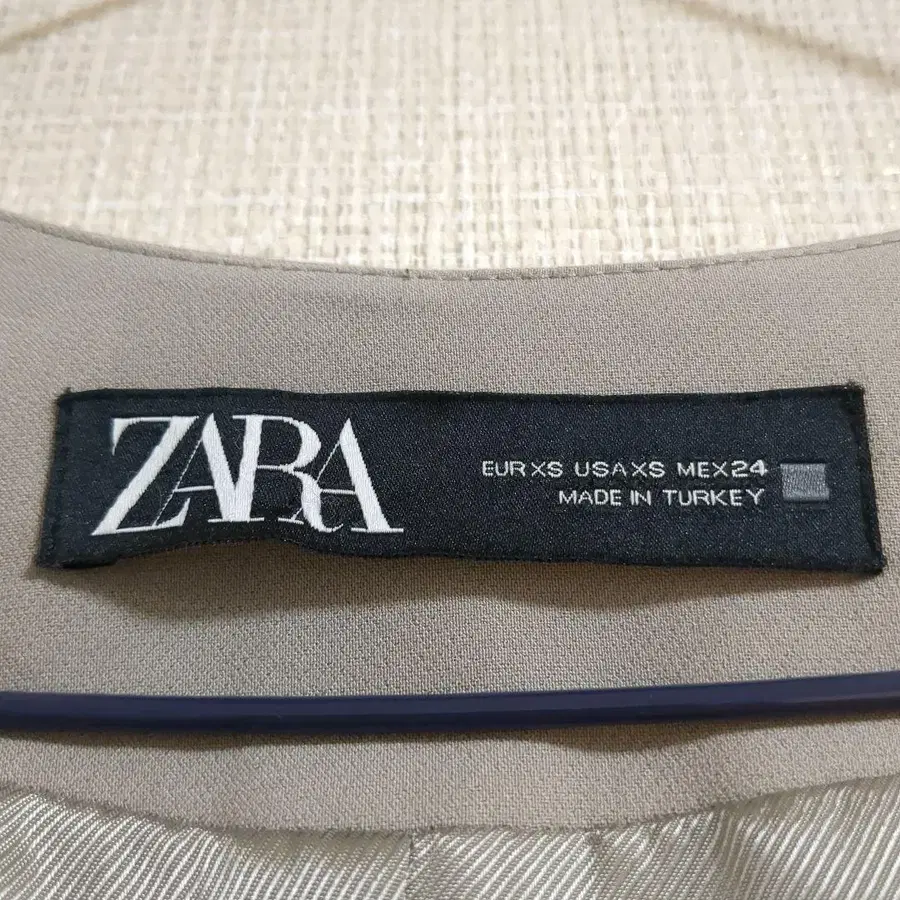 ZARA
EUR XS USA XS MEX 24
MADE IN TURKEY